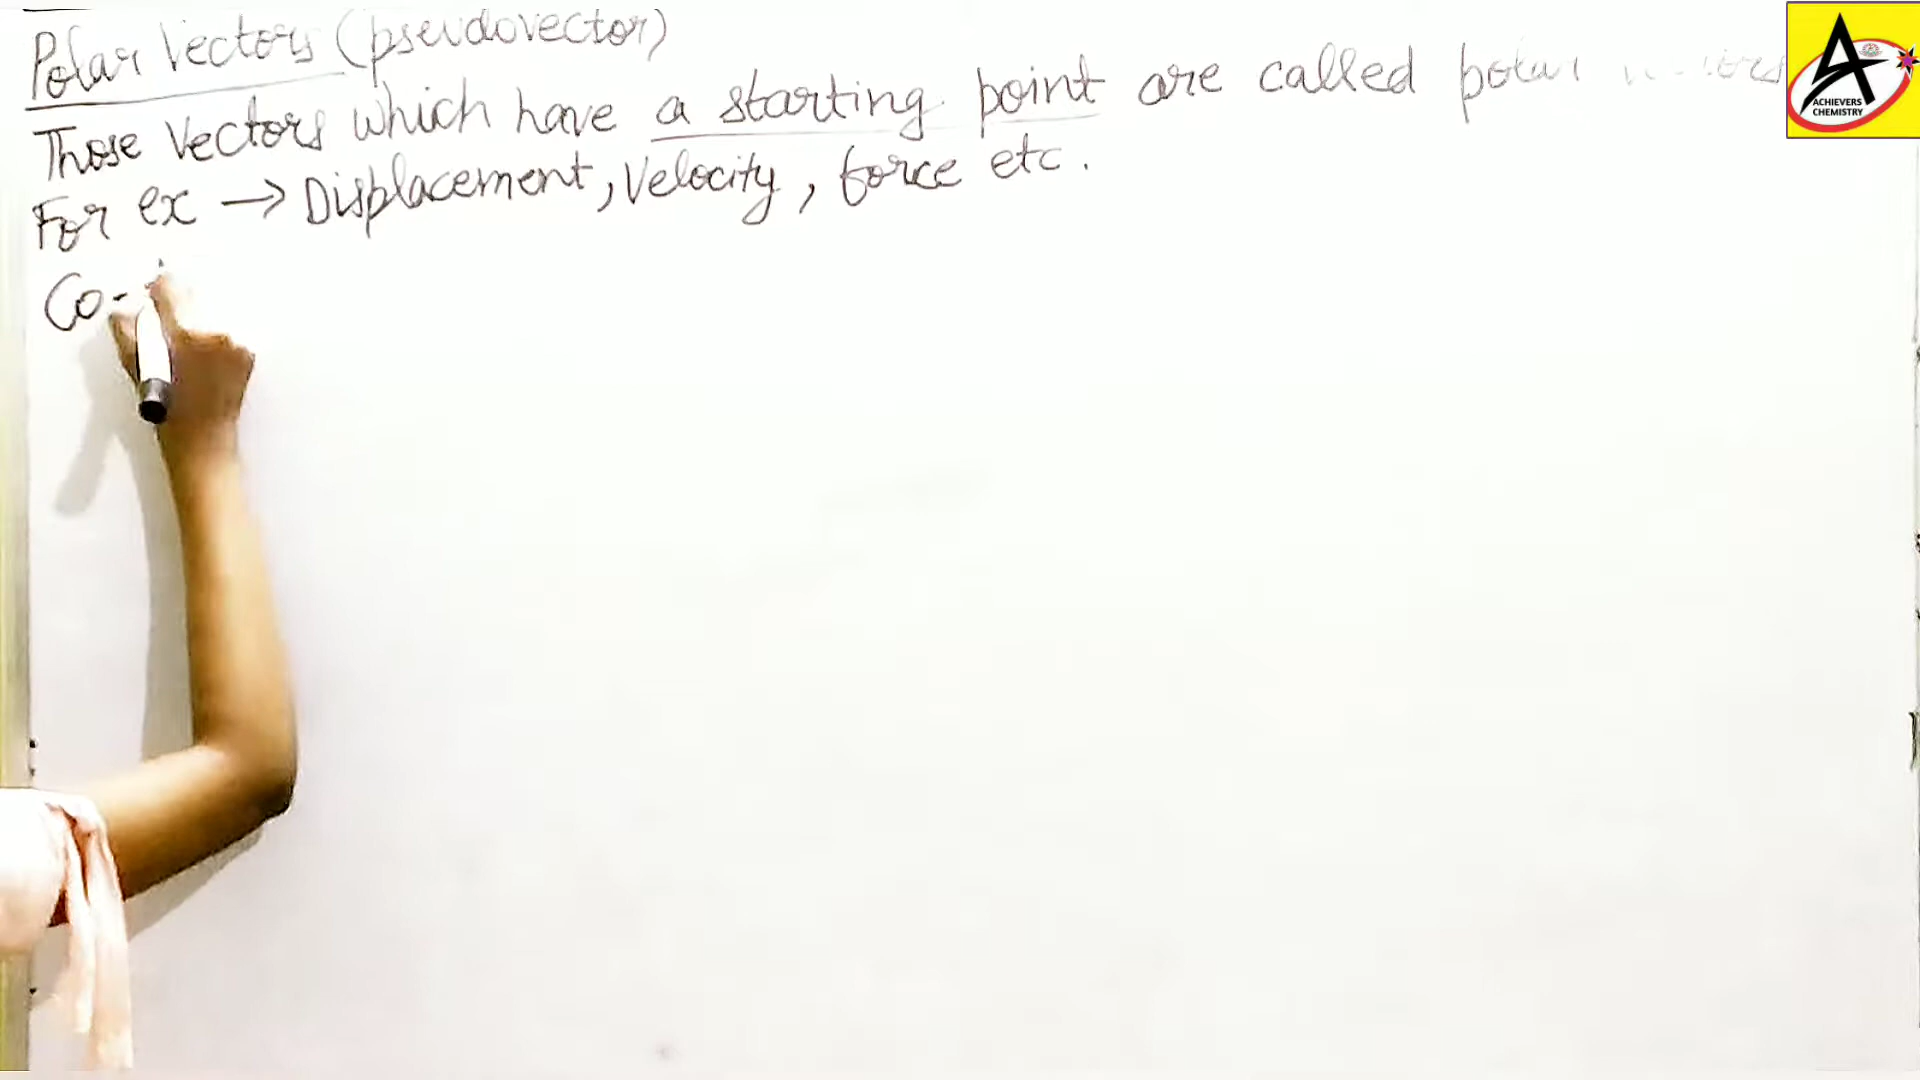 Polar Vectors (pseudovector)
Those Vectors which have a starting point are called polar
For ex → Displacement, Velocity, force etc.
Co-
ACHIEVERS
CHEMISTRY